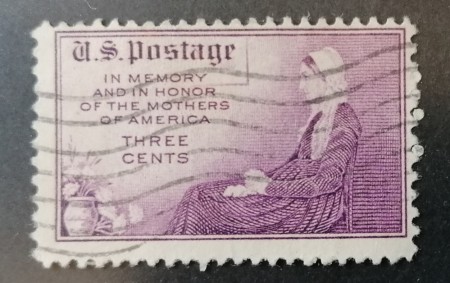 U.S. Postage
IN MEMORY
AND IN HONOR
OF THE MOTHERS
OF AMERICA
THREE
CENTS